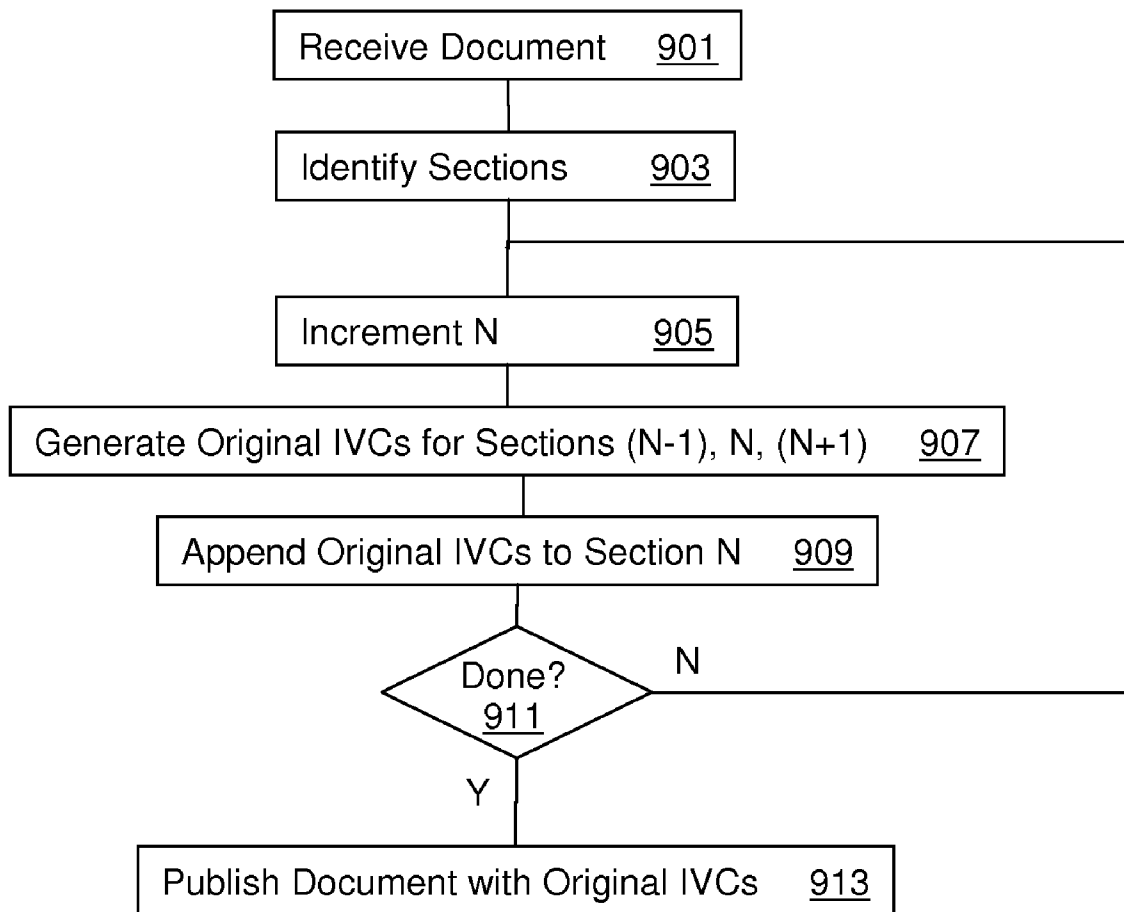 Receive Document 901
Identify Sections 903
Increment N 905
Generate Original IVCs for Sections (N-1), N, (N+1) 907
Append Original IVCs to Section N 909
N
Done?
911
Y
Publish Document with Original IVCs 913